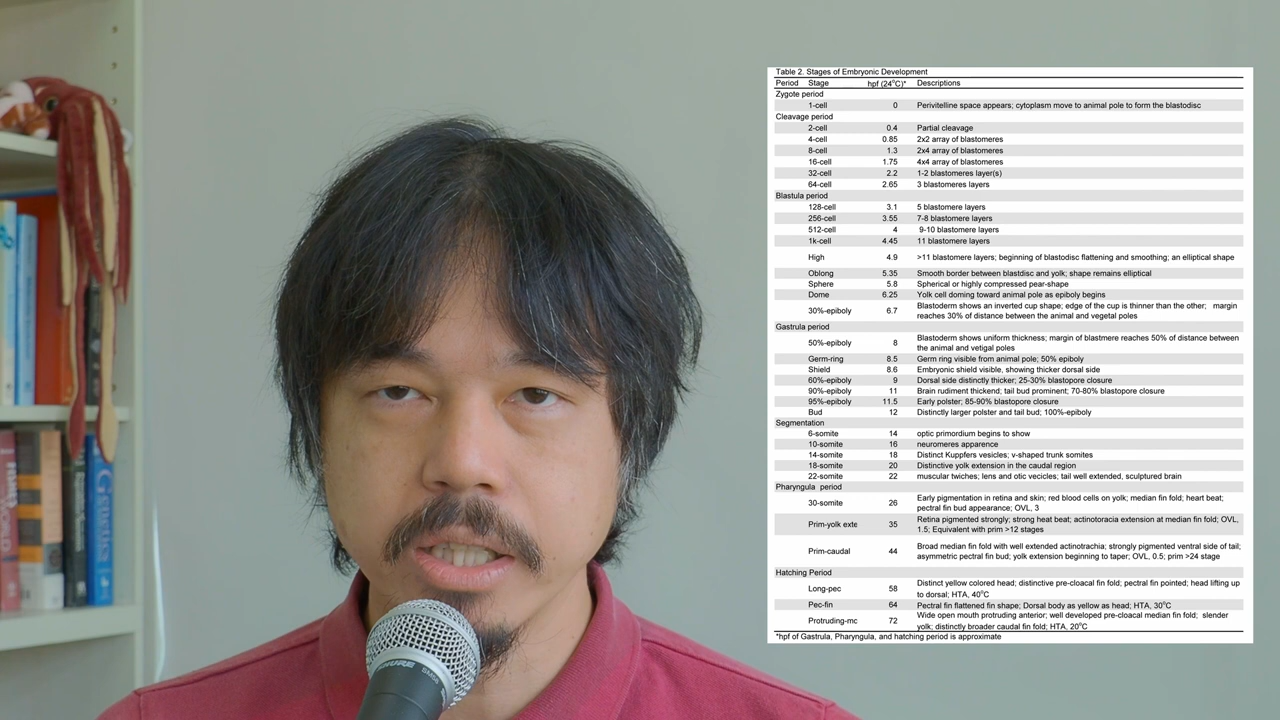 Table 2. Stages of Embryonic Development
Period Stage hpf (24°C)* Descriptions
Zygote period
1-cell 0 Perivitelline space appears; cytoplasm move to animal pole to form the blastodisc
Cleavage period
2-cell 0.4 Partial cleavage
4-cell 0.85 2x2 array of blastomeres
8-cell 1.3 2x4 array of blastomeres
16-cell 1.75 4x4 array of blastomeres
32-cell 2.2 1-2 blastomeres layer(s)
64-cell 2.65 3 blastomeres layers
Blastula period
128-cell 3.1 5 blastomere layers
256-cell 3.55 7-8 blastomere layers
512-cell 4 9-10 blastomere layers
1k-cell 4.45 11 blastomere layers
High 4.9 >11 blastomere layers; beginning of blastodisc flattening and smoothing; an elliptical shape
Oblong 5.35 Smooth border between blastdisc and yolk; shape remains elliptical
Sphere 5.8 Spherical or highly compressed pear-shape
Dome 6.25 Yolk cell doming toward animal pole as epiboly begins
30%-epiboly 6.7 Blastoderm shows an inverted cup shape; edge of the cup is thinner than the other; margin
reaches 30% of distance between the animal and vegetal poles
Gastrula period
50%-epiboly 8 Blastoderm shows uniform thickness; margin of blastmere reaches 50% of distance between
the animal and vetigal poles
Germ-ring 8.5 Germ ring visible from animal pole; 50% epiboly
Shield 8.6 Embryonic shield visible, showing thicker dorsal side
60%-epiboly 9 Dorsal side distinctly thicker; 25-30% blastopore closure
90%-epiboly 11 Brain rudiment thickend; tail bud prominent; 70-80% blastopore closure
95%-epiboly 11.5 Early polster; 85-90% blastopore closure
Bud 12 Distinctly larger polster and tail bud; 100%-epiboly
Segmentation
6-somite 14 optic primordium begins to show
10-somite 16 neuromeres apparence
14-somite 18 Distinct Kuppfers vesicles; v-shaped trunk somites
18-somite 20 Distinctive yolk extension in the caudal region
22-somite 22 muscular twiches; lens and otic vecicles; tail well extended, sculptured brain
Pharyngula period
30-somite 26 Early pigmentation in retina and skin; red blood cells on yolk; median fin fold; heart beat;
pectral fin bud appearance; OVL, 3
Prim-yolk exte 35 Retina pigmented strongly; strong heat beat; actinotoracia extension at median fin fold; OVL,
1.5; Equivalent with prim >12 stages
Prim-caudal 44 Broad median fin fold with well extended actinotrachia; strongly pigmented ventral side of tail;
asymmetric pectral fin bud; yolk extension beginning to taper; OVL, 0.5; prim >24 stage
Hatching Period
Long-pec 58 Distinct yellow colored head; distinctive pre-cloacal fin fold; pectral fin pointed; head lifting up
to dorsal; HTA, 40°C
Pec-fin 64 Pectral fin flattened fin shape; Dorsal body as yellow as head; HTA, 30°C
Protruding-mc 72 Wide open mouth protruding anterior; well developed pre-cloacal median fin fold; slender
yolk; distinctly broader caudal fin fold; HTA, 20°C
*hpf of Gastrula, Pharyngula, and hatching period is approximate
Genetics
SHURE